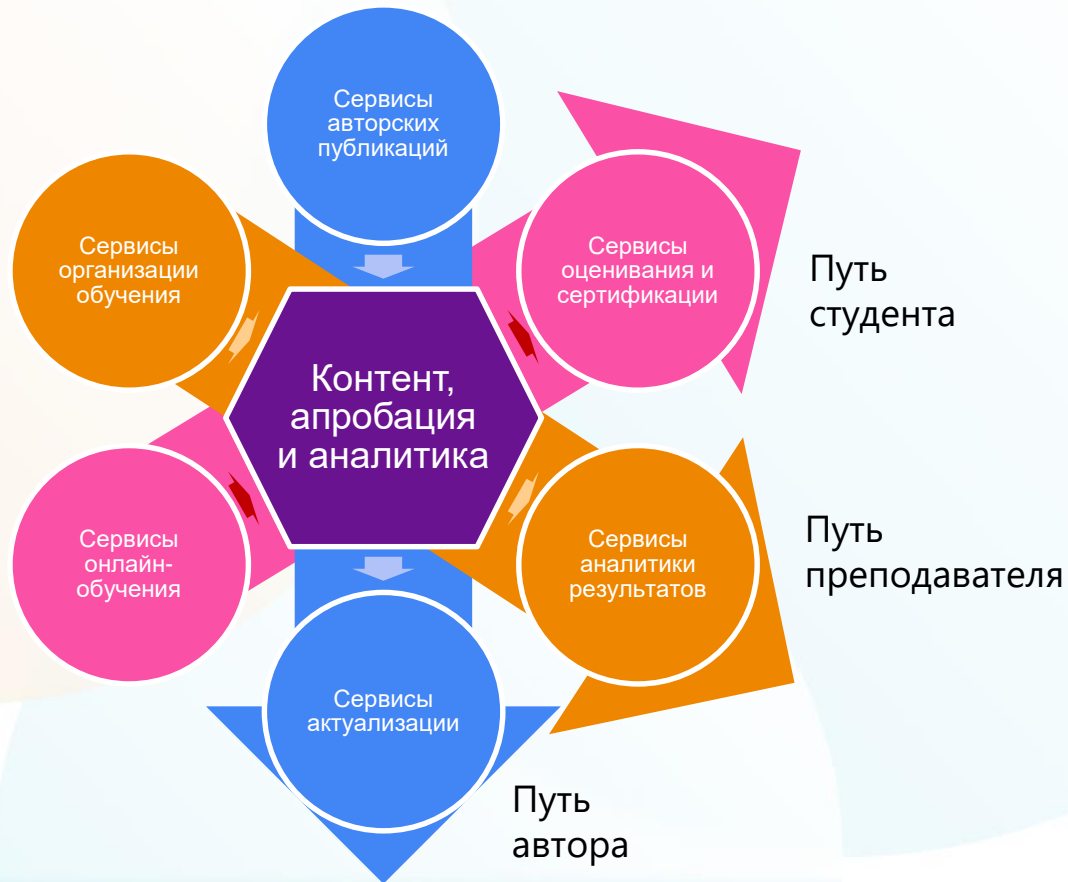 Сервисы
авторских
публикаций
Сервисы
организации
обучения
Сервисы
оценивания и
сертификации
Путь
студента
Контент,
апробация
и аналитика
Сервисы
онлайн-
обучения
Сервисы
аналитики
результатов
Путь
преподавателя
Сервисы
актуализации
Путь
автора